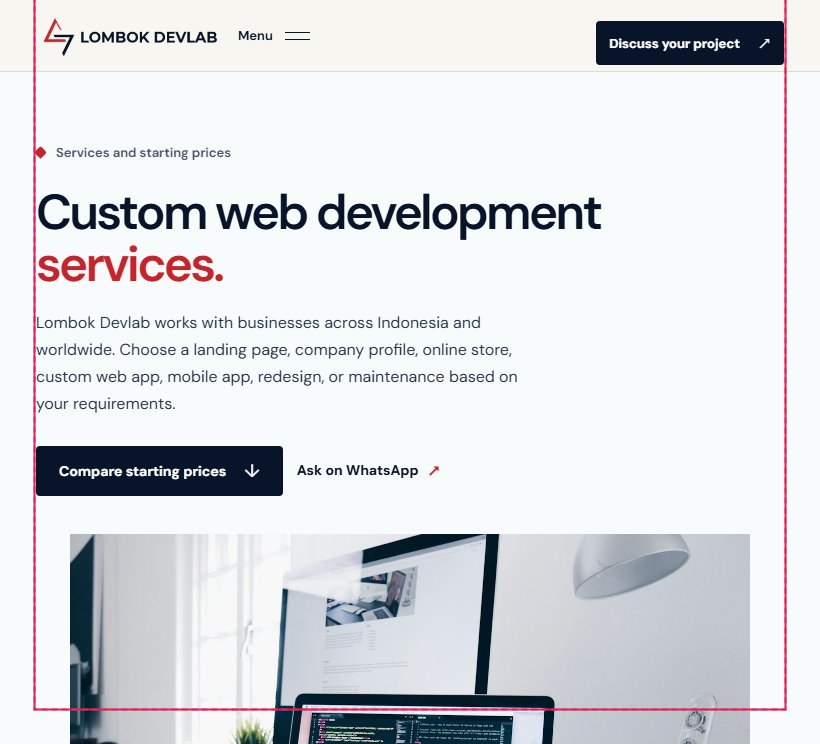 LOMBOK DEVLAB
Menu
Discuss your project
Services and starting prices
Custom web development
services.
Lombok Devlab works with businesses across Indonesia and
worldwide. Choose a landing page, company profile, online store,
custom web app, mobile app, redesign, or maintenance based on
your requirements.
Compare starting prices
Ask on WhatsApp